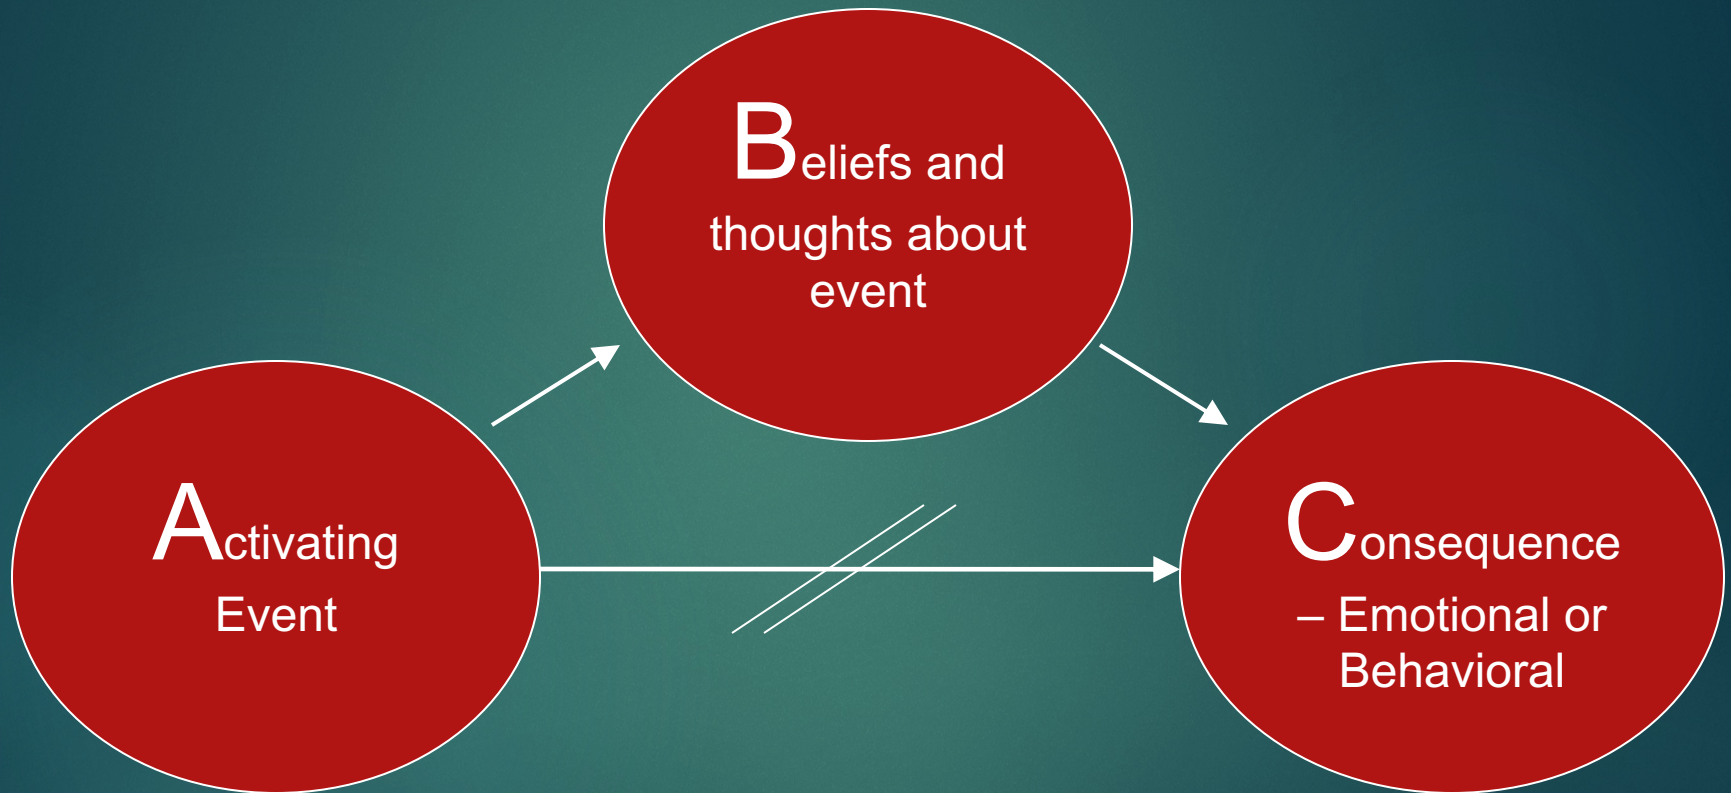 Beliefs and
thoughts about
event
Activating
Event
Consequence
– Emotional or
Behavioral